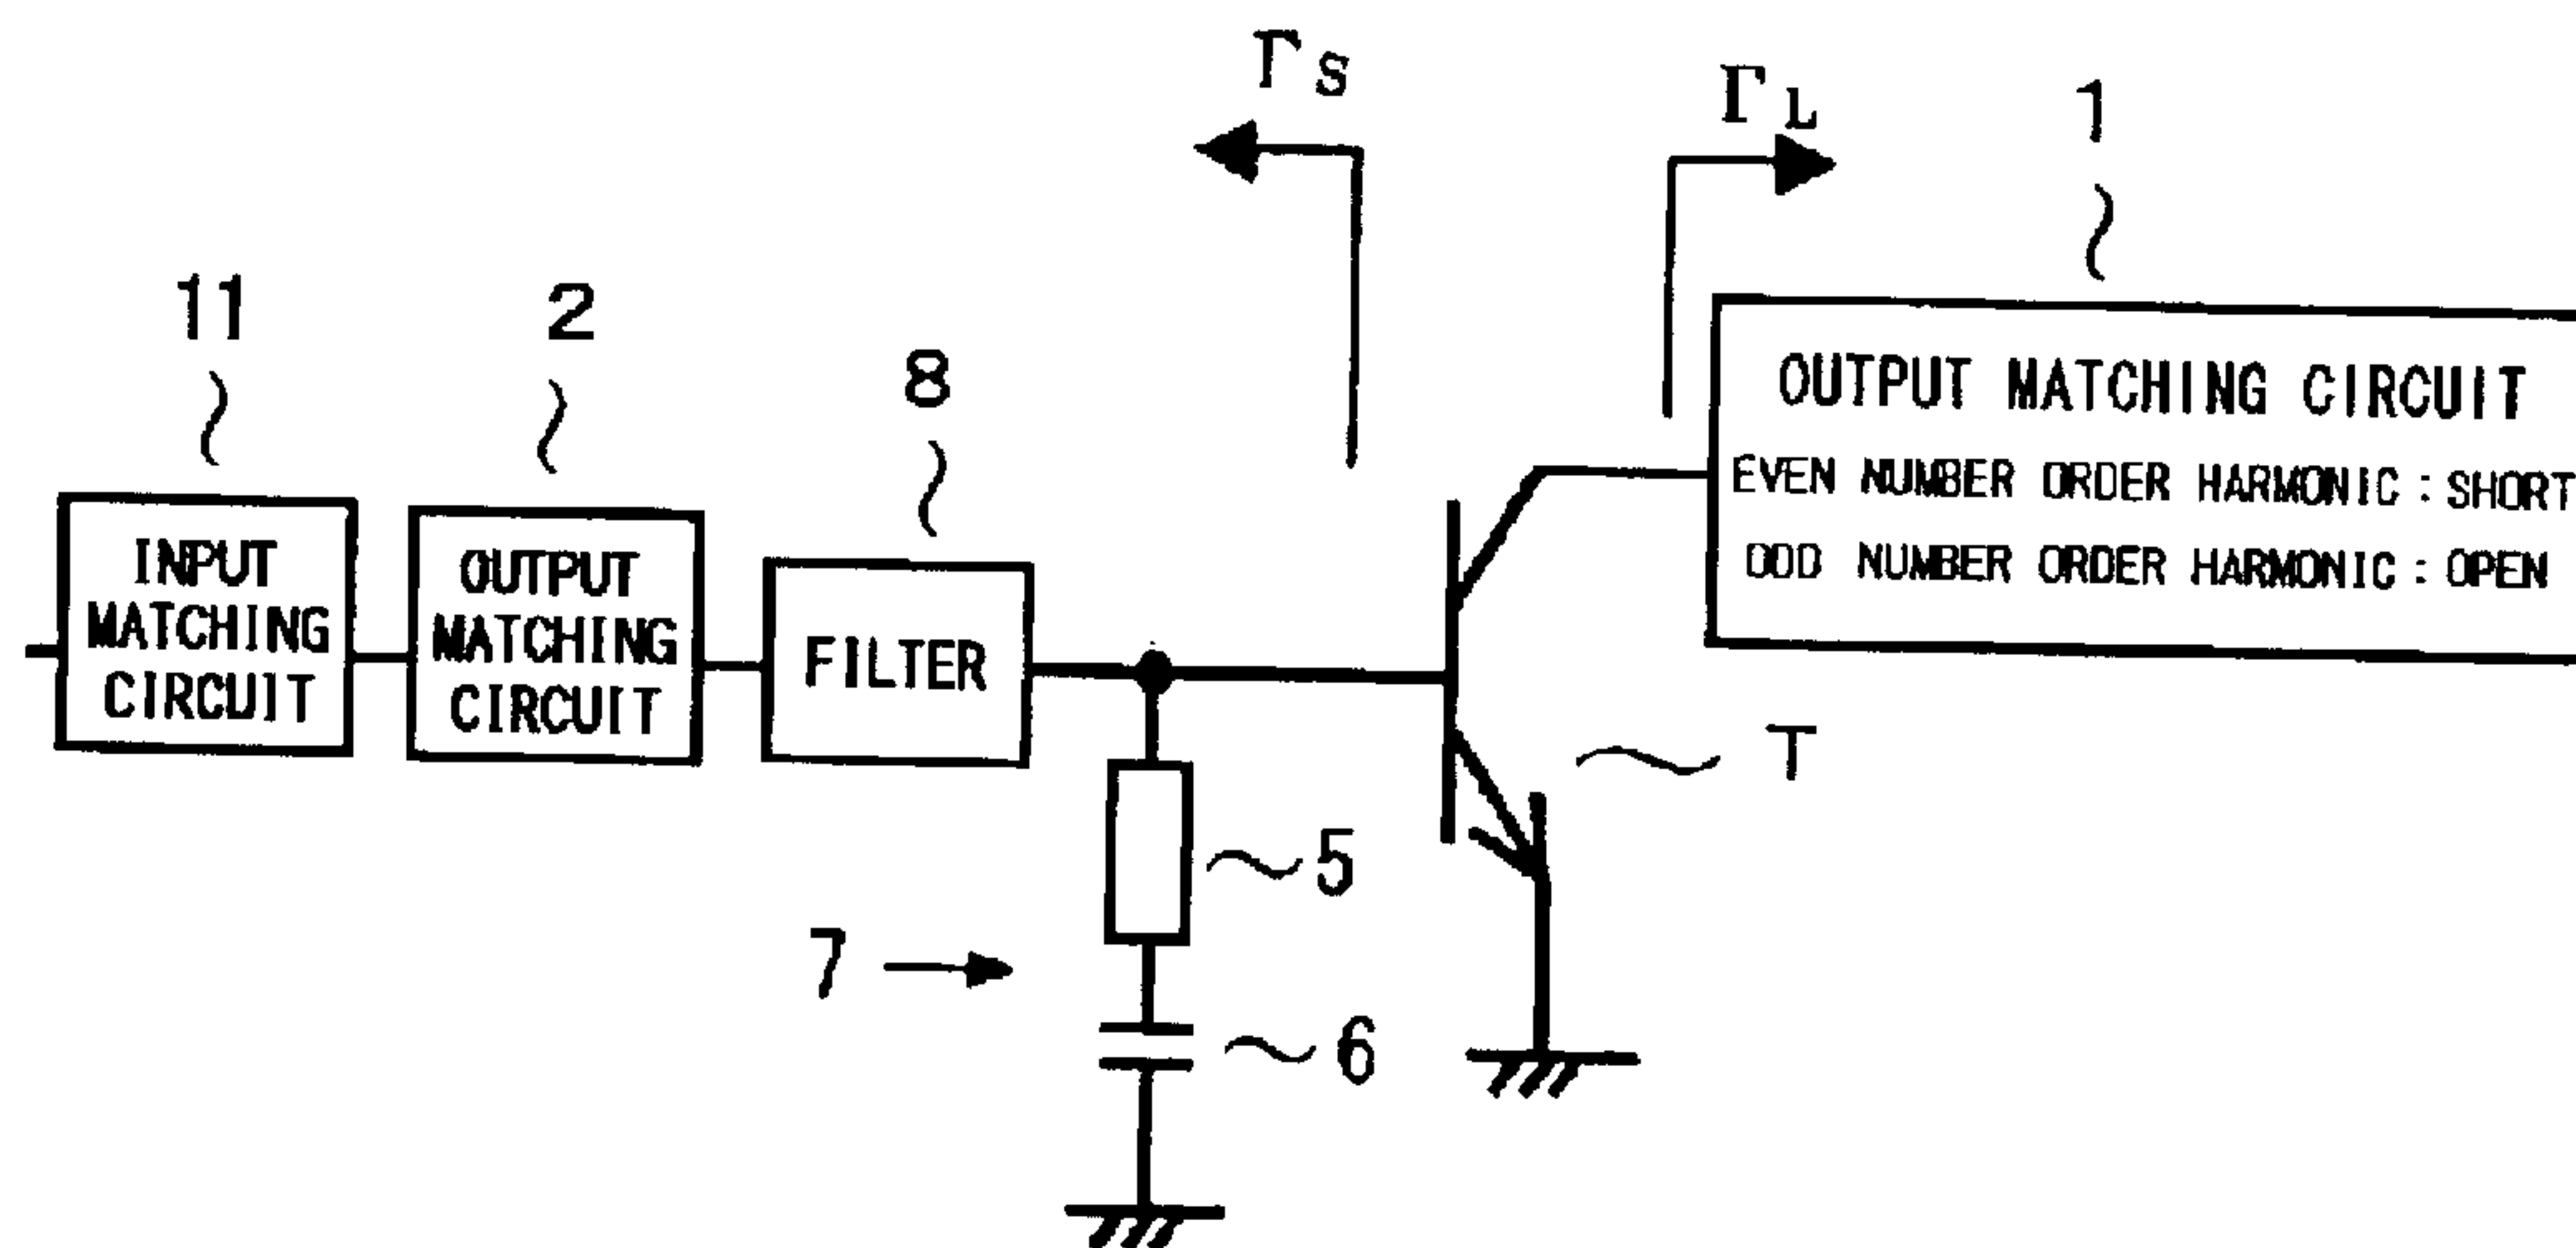 ΓS
ΓL
1
11
2
8
INPUT
MATCHING
CIRCUIT
OUTPUT
MATCHING
CIRCUIT
FILTER
OUTPUT MATCHING CIRCUIT
EVEN NUMBER ORDER HARMONIC : SHORT
ODD NUMBER ORDER HARMONIC : OPEN
T
5
7
6